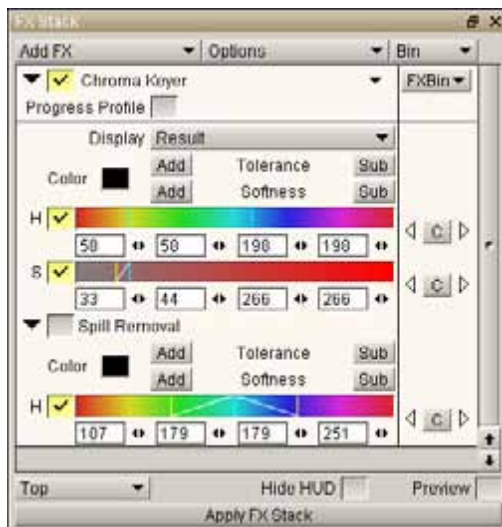 FX Stack
Add FX Options Bin
Chroma Keyer FXBin
Progress Profile
Display Result
Add Tolerance Sub
Color
Add Softness Sub
H
58 58 198 198
C
S
33 44 266 266
C
Spill Removal
Add Tolerance Sub
Color
Add Softness Sub
H
107 179 179 251
C
Top Hide HUD Preview
Apply FX Stack